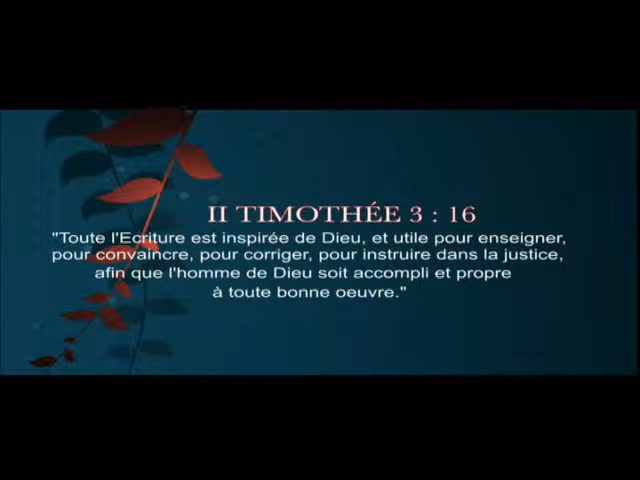 II TIMOTHÉE 3 : 16
"Toute l'Ecriture est inspirée de Dieu, et utile pour enseigner,
pour convaincre, pour corriger, pour instruire dans la justice,
afin que l'homme de Dieu soit accompli et propre
à toute bonne oeuvre."